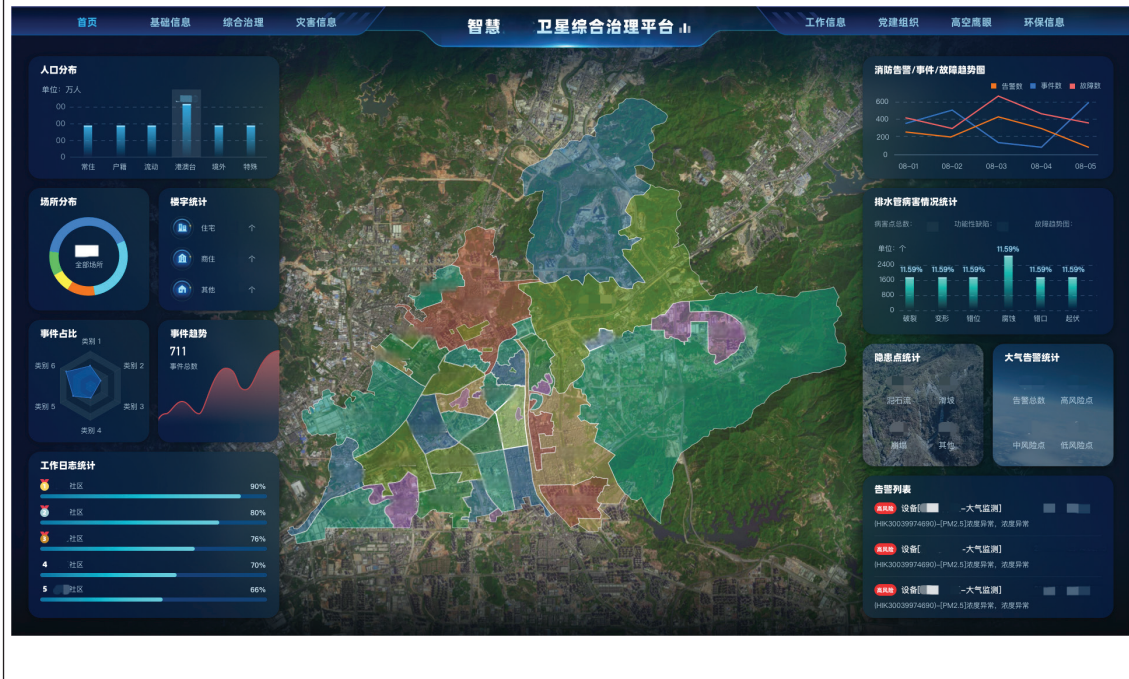 首页 基础信息 综合治理 灾害信息 智慧 卫星综合治理平台 工作信息 党建组织 高空鹰眼 环保信息
人口分布
单位：万人
00
00
00
0
常住 户籍 流动 港澳台 境外 特殊
场所分布
全部场所
楼宇统计
住宅 个
商住 个
其他 个
事件占比
类别 1
类别 2
类别 3
类别 4
类别 5
类别 6
事件趋势
711
事件总数
工作日志统计
1 社区 90%
2 社区 80%
3 社区 76%
4 社区 70%
5 社区 66%
消防告警/事件/故障趋势图
告警数 事件数 故障数
600
400
200
0
08-01 08-02 08-03 08-04 08-05
排水管病害情况统计
病害点总数： 功能性缺陷： 故障趋势图：
单位：个
2400
1600
800
0
11.59% 11.59% 11.59% 11.59% 11.59% 11.59%
破裂 变形 错位 腐蚀 错口 起伏
隐患点统计
泥石流 滑坡
崩塌 其他
大气告警统计
告警总数 高风险点
中风险点 低风险点
告警列表
高风险 设备[ -大气监测]
(HIK30039974690)-[PM2.5]浓度异常，浓度异常
高风险 设备[ -大气监测]
(HIK30039974690)-[PM2.5]浓度异常，浓度异常
高风险 设备[ -大气监测]
(HIK30039974690)-[PM2.5]浓度异常，浓度异常